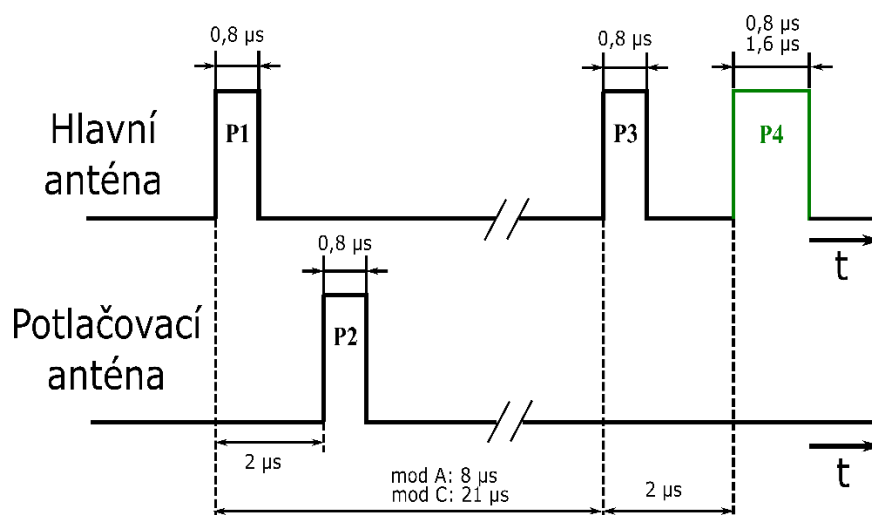 0,8 µs
0,8 µs
0,8 µs
1,6 µs
Hlavní
anténa
P1
P3
P4
t
0,8 µs
Potlačovací
anténa
P2
t
2 µs
mod A: 8 µs
mod C: 21 µs
2 µs